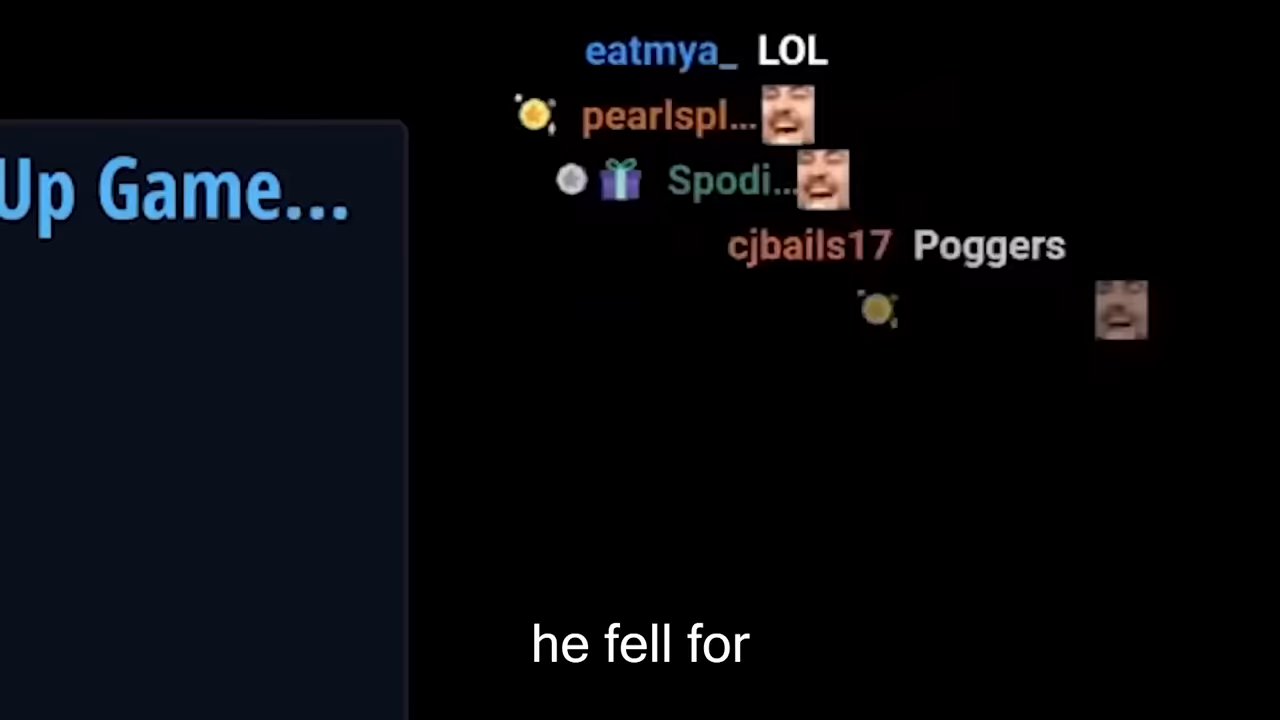 eatmya_ LOL
pearlspl...
Spodi...
cjbails17 Poggers
Up Game...
he fell for